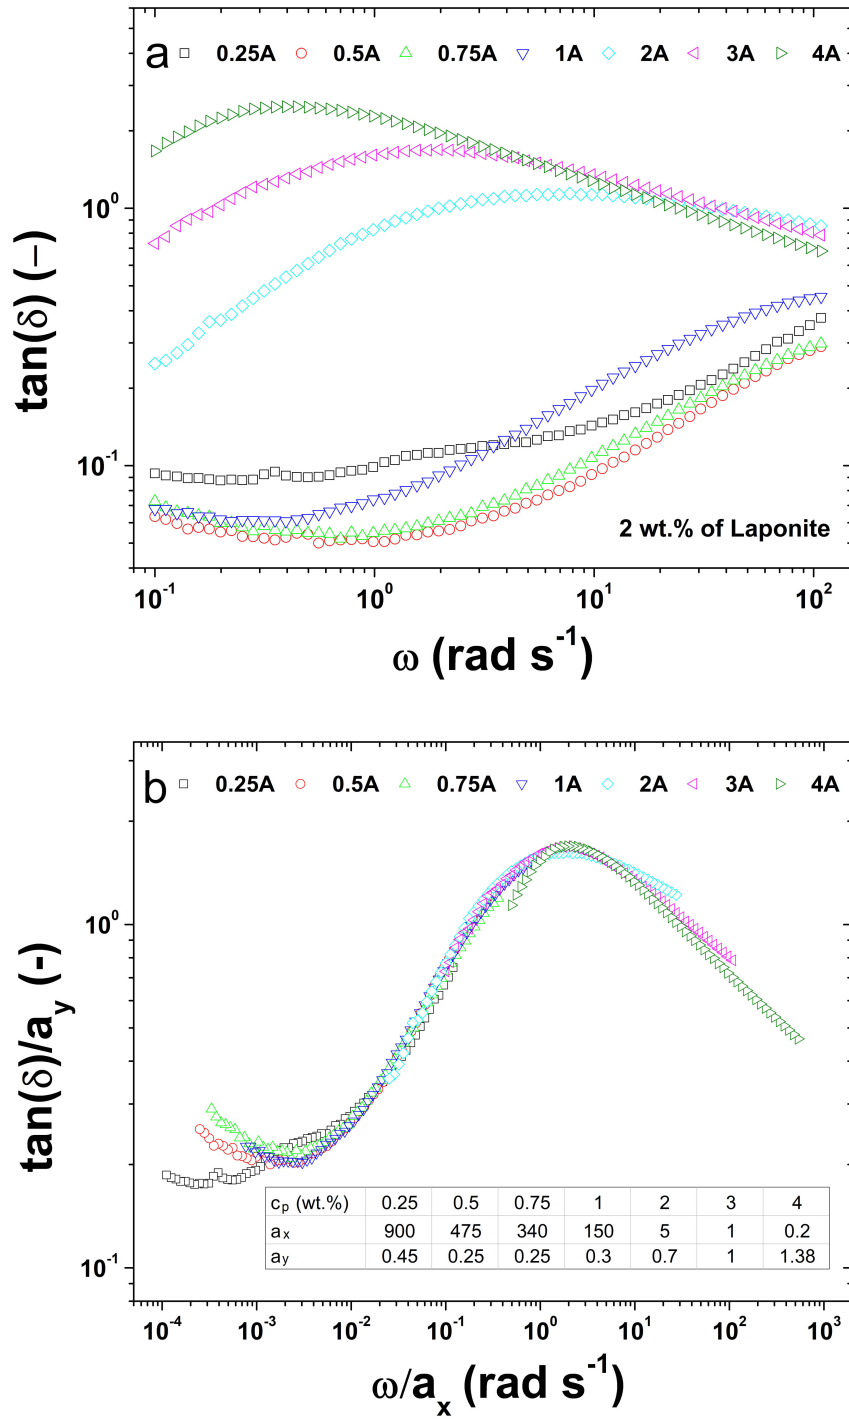 a 0.25A 0.5A 0.75A 1A 2A 3A 4A
10⁰
10⁻¹
tan(δ) (–)
2 wt.% of Laponite
10⁻¹ 10⁰ 10¹ 10²
ω (rad s⁻¹)
b 0.25A 0.5A 0.75A 1A 2A 3A 4A
10⁰
10⁻¹
tan(δ)/a_y (-)
c_p (wt.%) 0.25 0.5 0.75 1 2 3 4
a_x 900 475 340 150 5 1 0.2
a_y 0.45 0.25 0.25 0.3 0.7 1 1.38
10⁻⁴ 10⁻³ 10⁻² 10⁻¹ 10⁰ 10¹ 10² 10³
ω/a_x (rad s⁻¹)